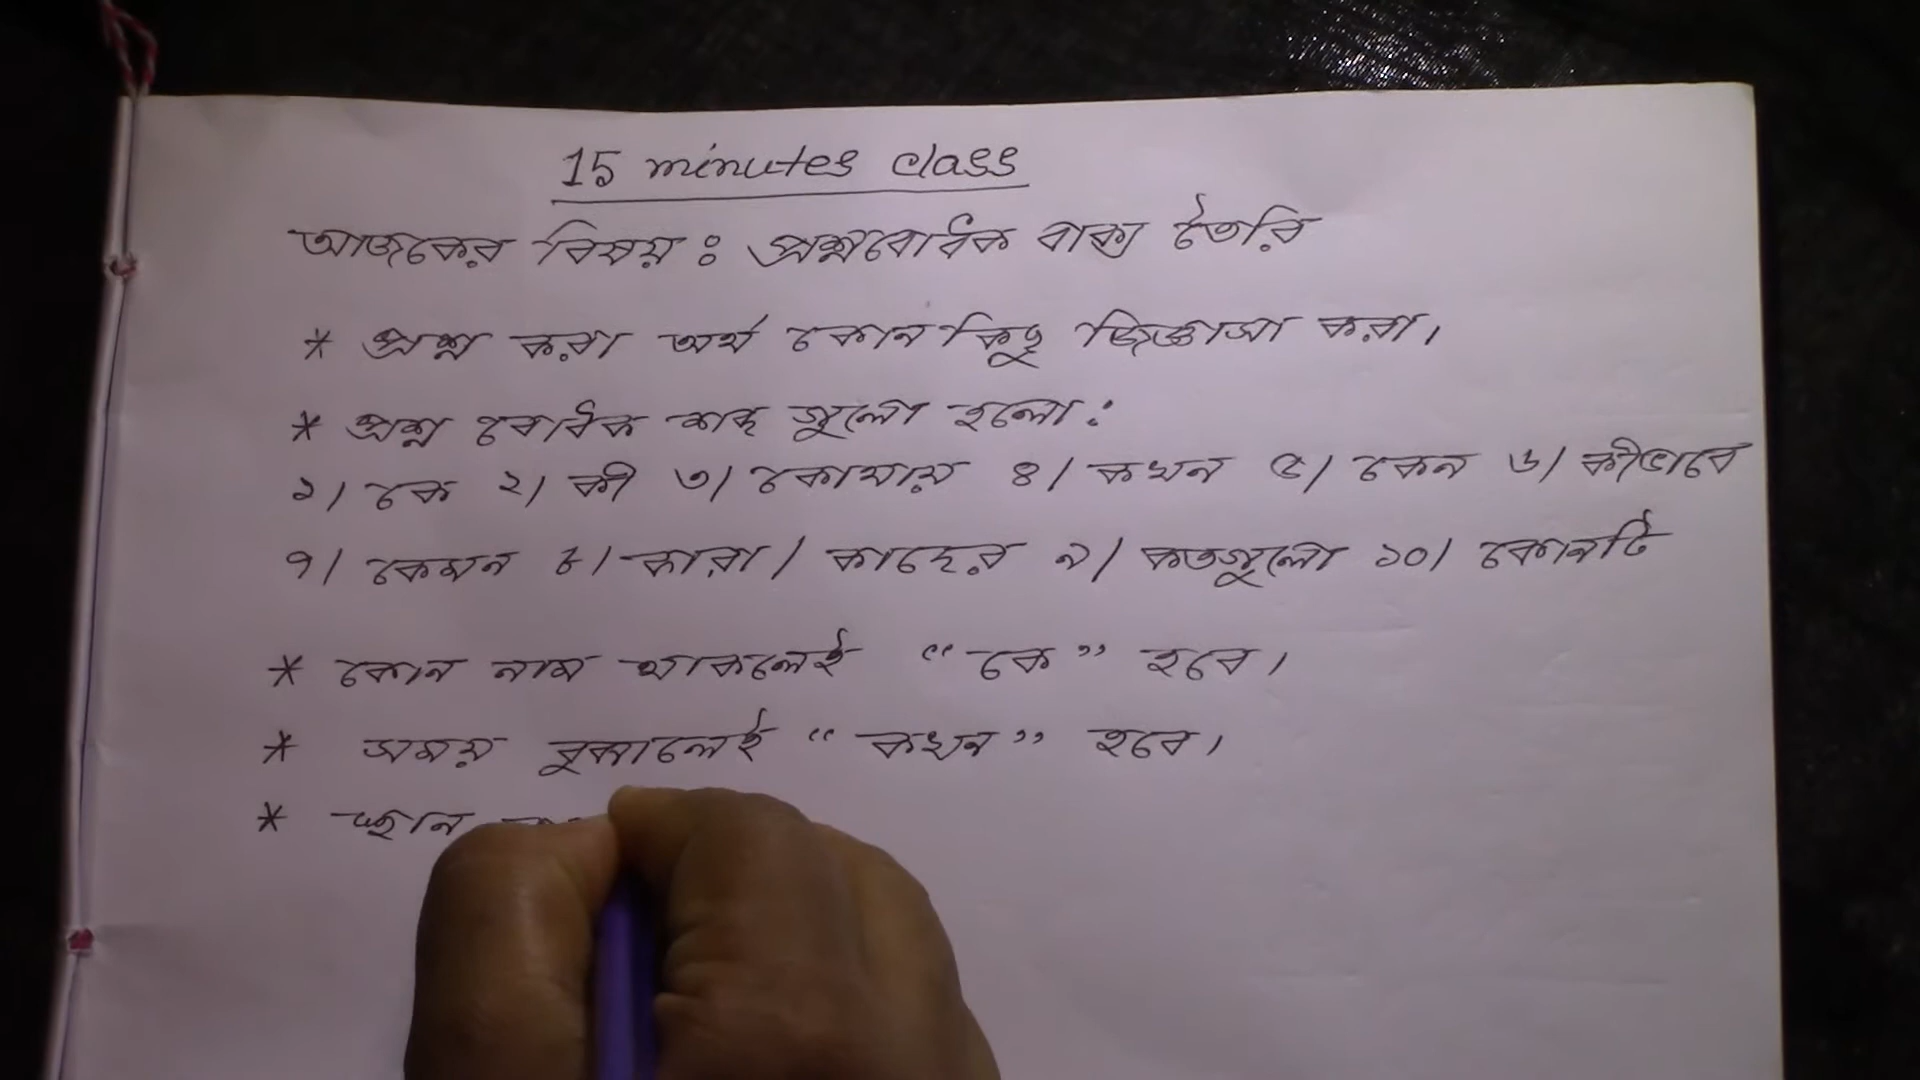 15 minutes class
আজকের বিষয় : প্রশ্নবোধক বাক্য তৈরি
* প্রশ্ন করা অর্থ কোন কিছু জিজ্ঞাসা করা।
* প্রশ্ন বোধক শব্দ গুলো হলো :
১/ কে ২/ কী ৩/ কোথায় ৪/ কখন ৫/ কেন ৬/ কীভাবে
৭/ কেমন ৮/ কারা / কাদের ৯/ কতগুলো ১০/ কোনটি
* কোন নাম থাকলেই “কে” হবে।
* সময় বুঝালেই “কখন” হবে।
* স্থান